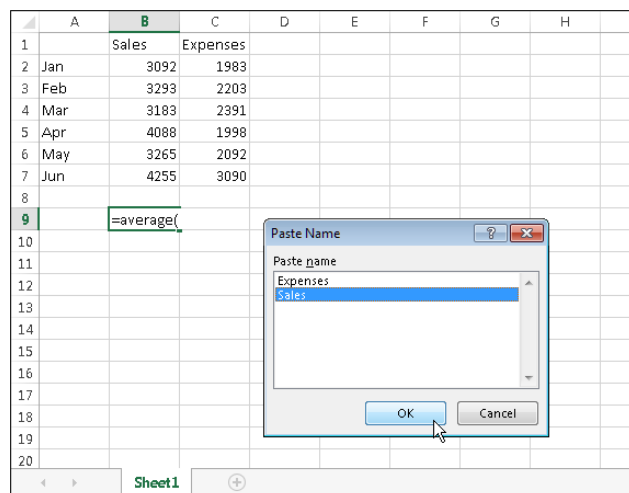 A B C D E F G H
1 Sales Expenses
2 Jan 3092 1983
3 Feb 3293 2203
4 Mar 3183 2391
5 Apr 4088 1998
6 May 3265 2092
7 Jun 4255 3090
8
9 =average(
10
11
12
13
14
15
16
17
18
19
20
Paste Name
Paste name
Expenses
Sales
OK Cancel
Sheet1